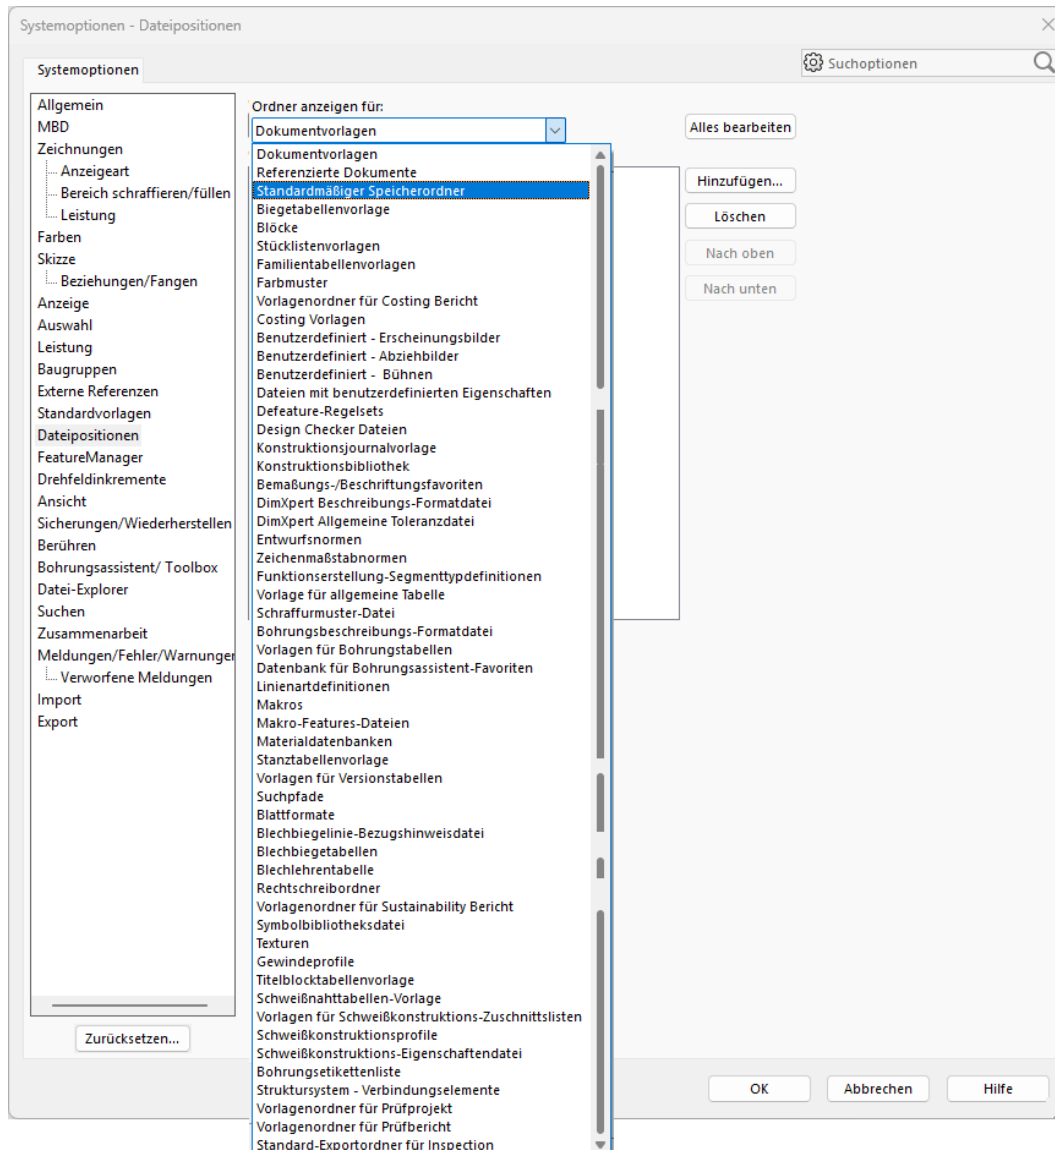 Systemoptionen - Dateipositionen
Systemoptionen
Suchoptionen
Allgemein
MBD
Zeichnungen
Anzeigeart
Bereich schraffieren/füllen
Leistung
Farben
Skizze
Beziehungen/Fangen
Anzeige
Auswahl
Leistung
Baugruppen
Externe Referenzen
Standardvorlagen
Dateipositionen
FeatureManager
Drehfeldinkremente
Ansicht
Sicherungen/Wiederherstellen
Berühren
Bohrungsassistent/ Toolbox
Datei-Explorer
Suchen
Zusammenarbeit
Meldungen/Fehler/Warnunger
Verworfene Meldungen
Import
Export
Zurücksetzen...
Ordner anzeigen für:
Dokumentvorlagen
Dokumentvorlagen
Referenzierte Dokumente
Standardmäßiger Speicherordner
Biegetabellenvorlage
Blöcke
Stücklistenvorlagen
Familientabellenvorlagen
Farbmuster
Vorlagenordner für Costing Bericht
Costing Vorlagen
Benutzerdefiniert - Erscheinungsbilder
Benutzerdefiniert - Abziehbilder
Benutzerdefiniert -  Bühnen
Dateien mit benutzerdefinierten Eigenschaften
Defeature-Regelsets
Design Checker Dateien
Konstruktionsjournalvorlage
Konstruktionsbibliothek
Bemaßungs-/Beschriftungsfavoriten
DimXpert Beschreibungs-Formatdatei
DimXpert Allgemeine Toleranzdatei
Entwurfsnormen
Zeichenmaßstabnormen
Funktionserstellung-Segmenttypdefinitionen
Vorlage für allgemeine Tabelle
Schraffurmuster-Datei
Bohrungsbeschreibungs-Formatdatei
Vorlagen für Bohrungstabellen
Datenbank für Bohrungsassistent-Favoriten
Linienartdefinitionen
Makros
Makro-Features-Dateien
Materialdatenbanken
Stanztabellenvorlage
Vorlagen für Versionstabellen
Suchpfade
Blattformate
Blechbiegelinie-Bezugshinweisdatei
Blechbiegetabellen
Blechlehrentabelle
Rechtschreibordner
Vorlagenordner für Sustainability Bericht
Symbolbibliotheksdatei
Texturen
Gewindeprofile
Titelblocktabellenvorlage
Schweißnahttabellen-Vorlage
Vorlagen für Schweißkonstruktions-Zuschnittslisten
Schweißkonstruktionsprofile
Schweißkonstruktions-Eigenschaftendatei
Bohrungsetikettenliste
Struktursystem - Verbindungselemente
Vorlagenordner für Prüfprojekt
Vorlagenordner für Prüfbericht
Standard-Exportordner für Inspection
Alles bearbeiten
Hinzufügen...
Löschen
Nach oben
Nach unten
OK
Abbrechen
Hilfe